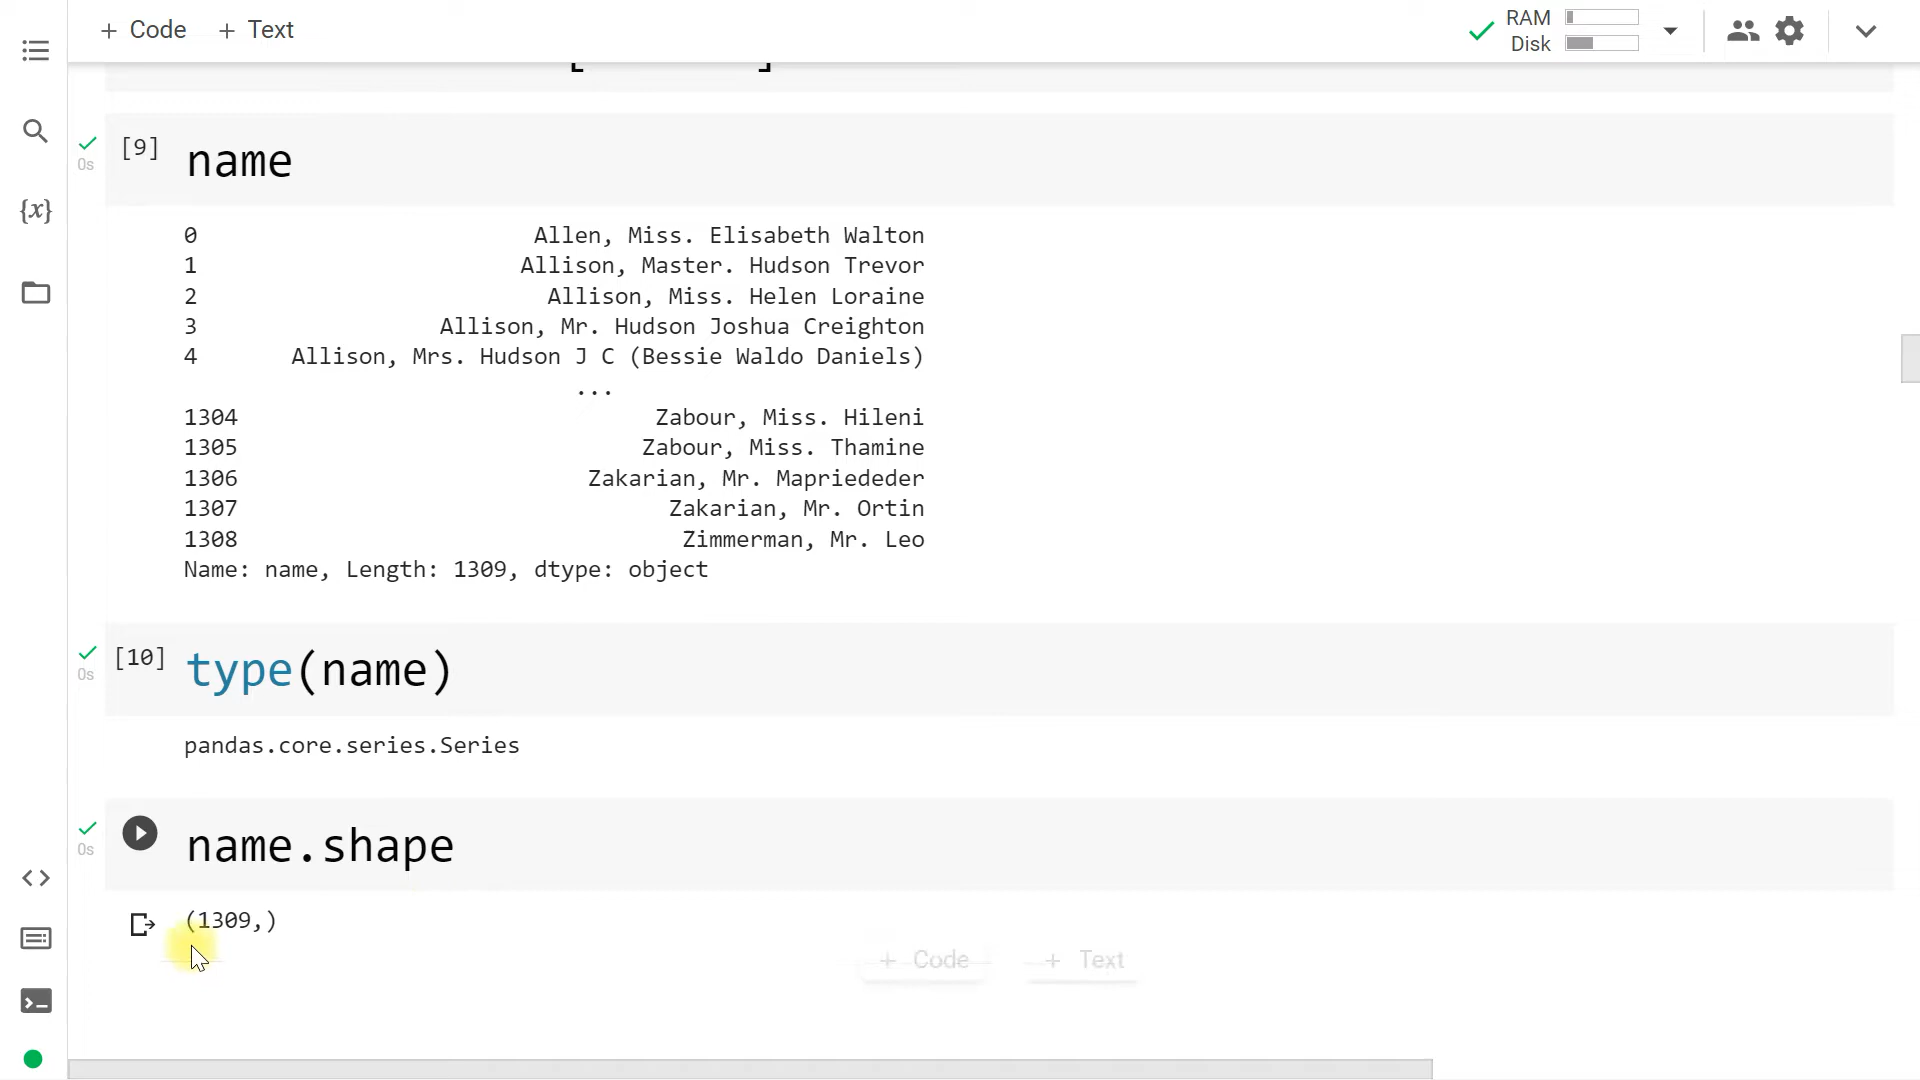 + Code + Text
RAM
Disk
[ ]
[9] name
0s
0 Allen, Miss. Elisabeth Walton
1 Allison, Master. Hudson Trevor
2 Allison, Miss. Helen Loraine
3 Allison, Mr. Hudson Joshua Creighton
4 Allison, Mrs. Hudson J C (Bessie Waldo Daniels)
...
1304 Zabour, Miss. Hileni
1305 Zabour, Miss. Thamine
1306 Zakarian, Mr. Mapriededer
1307 Zakarian, Mr. Ortin
1308 Zimmerman, Mr. Leo
Name: name, Length: 1309, dtype: object
[10] type(name)
0s
pandas.core.series.Series
name.shape
0s
(1309,)
+ Code + Text
{x}